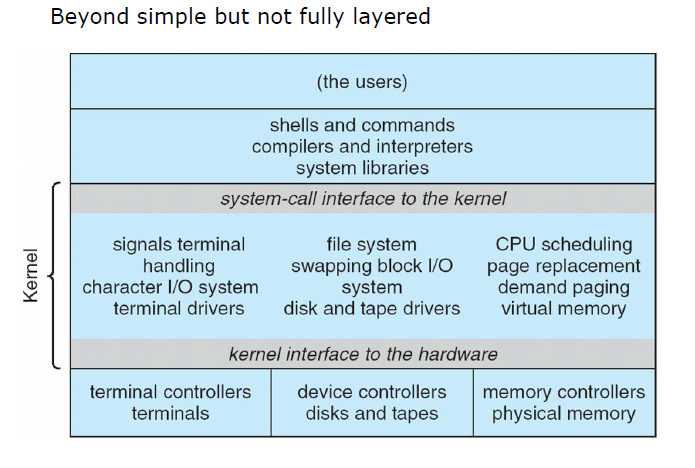 Beyond simple but not fully layered
(the users)
shells and commands
compilers and interpreters
system libraries
Kernel
system-call interface to the kernel
signals terminal
handling
character I/O system
terminal drivers
file system
swapping block I/O
system
disk and tape drivers
CPU scheduling
page replacement
demand paging
virtual memory
kernel interface to the hardware
terminal controllers
terminals
device controllers
disks and tapes
memory controllers
physical memory